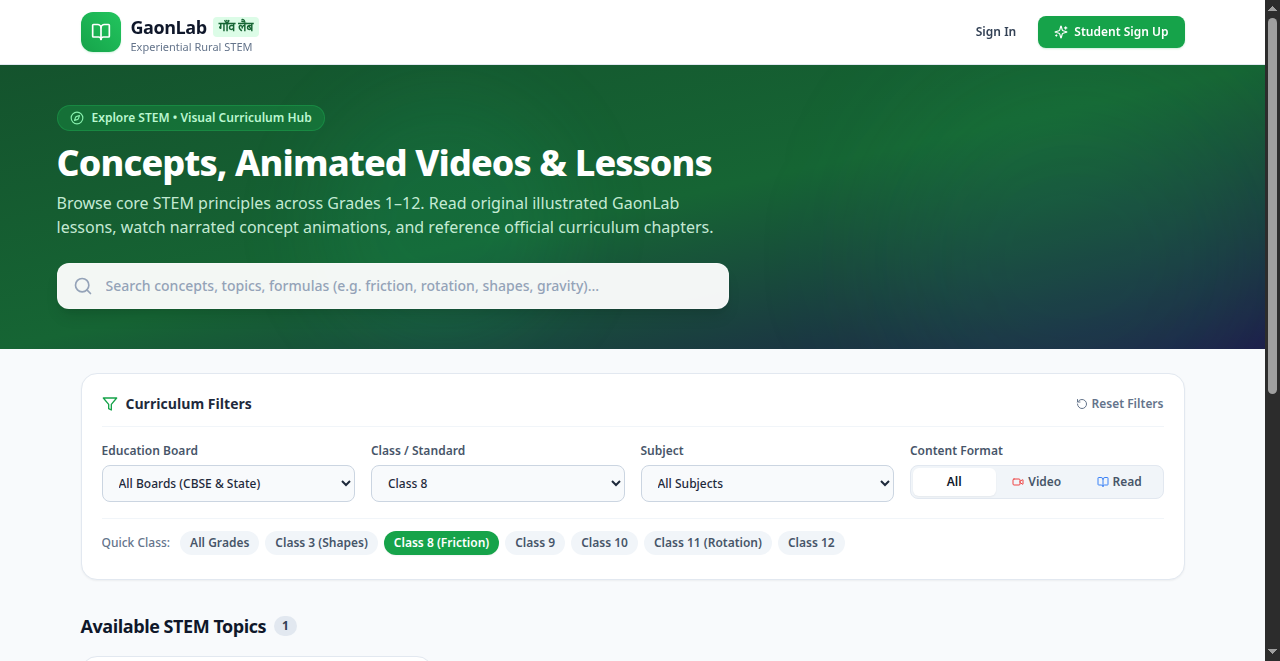 GaonLab गाँव लैब
Experiential Rural STEM
Sign In
Student Sign Up
Explore STEM • Visual Curriculum Hub
Concepts, Animated Videos & Lessons
Browse core STEM principles across Grades 1–12. Read original illustrated GaonLab
lessons, watch narrated concept animations, and reference official curriculum chapters.
Search concepts, topics, formulas (e.g. friction, rotation, shapes, gravity)...
Curriculum Filters
Reset Filters
Education Board
Class / Standard
Subject
Content Format
All Boards (CBSE & State)
Class 8
All Subjects
All
Video
Read
Quick Class:
All Grades
Class 3 (Shapes)
Class 8 (Friction)
Class 9
Class 10
Class 11 (Rotation)
Class 12
Available STEM Topics 1